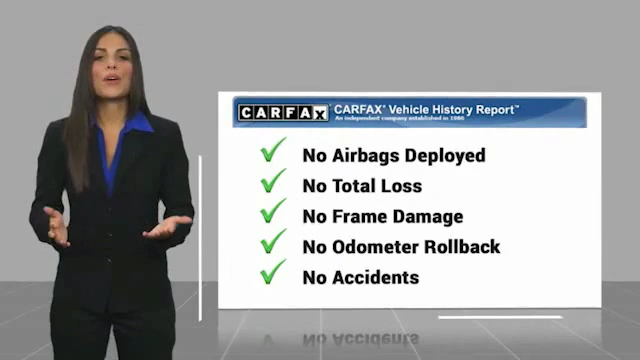 CARFAX CARFAX® Vehicle History Report™
An independent company established in 1986
No Airbags Deployed
No Total Loss
No Frame Damage
No Odometer Rollback
No Accidents